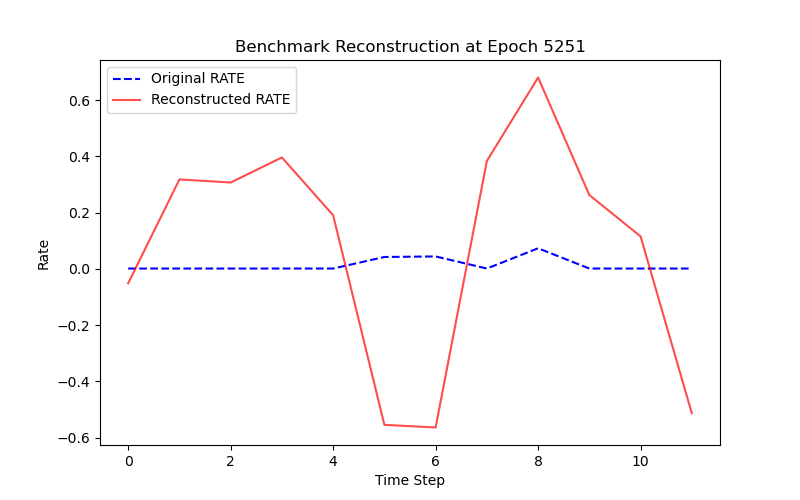 Benchmark Reconstruction at Epoch 5251
Original RATE
Reconstructed RATE
0.6
0.4
0.2
0.0
−0.2
−0.4
−0.6
Rate
0 2 4 6 8 10
Time Step